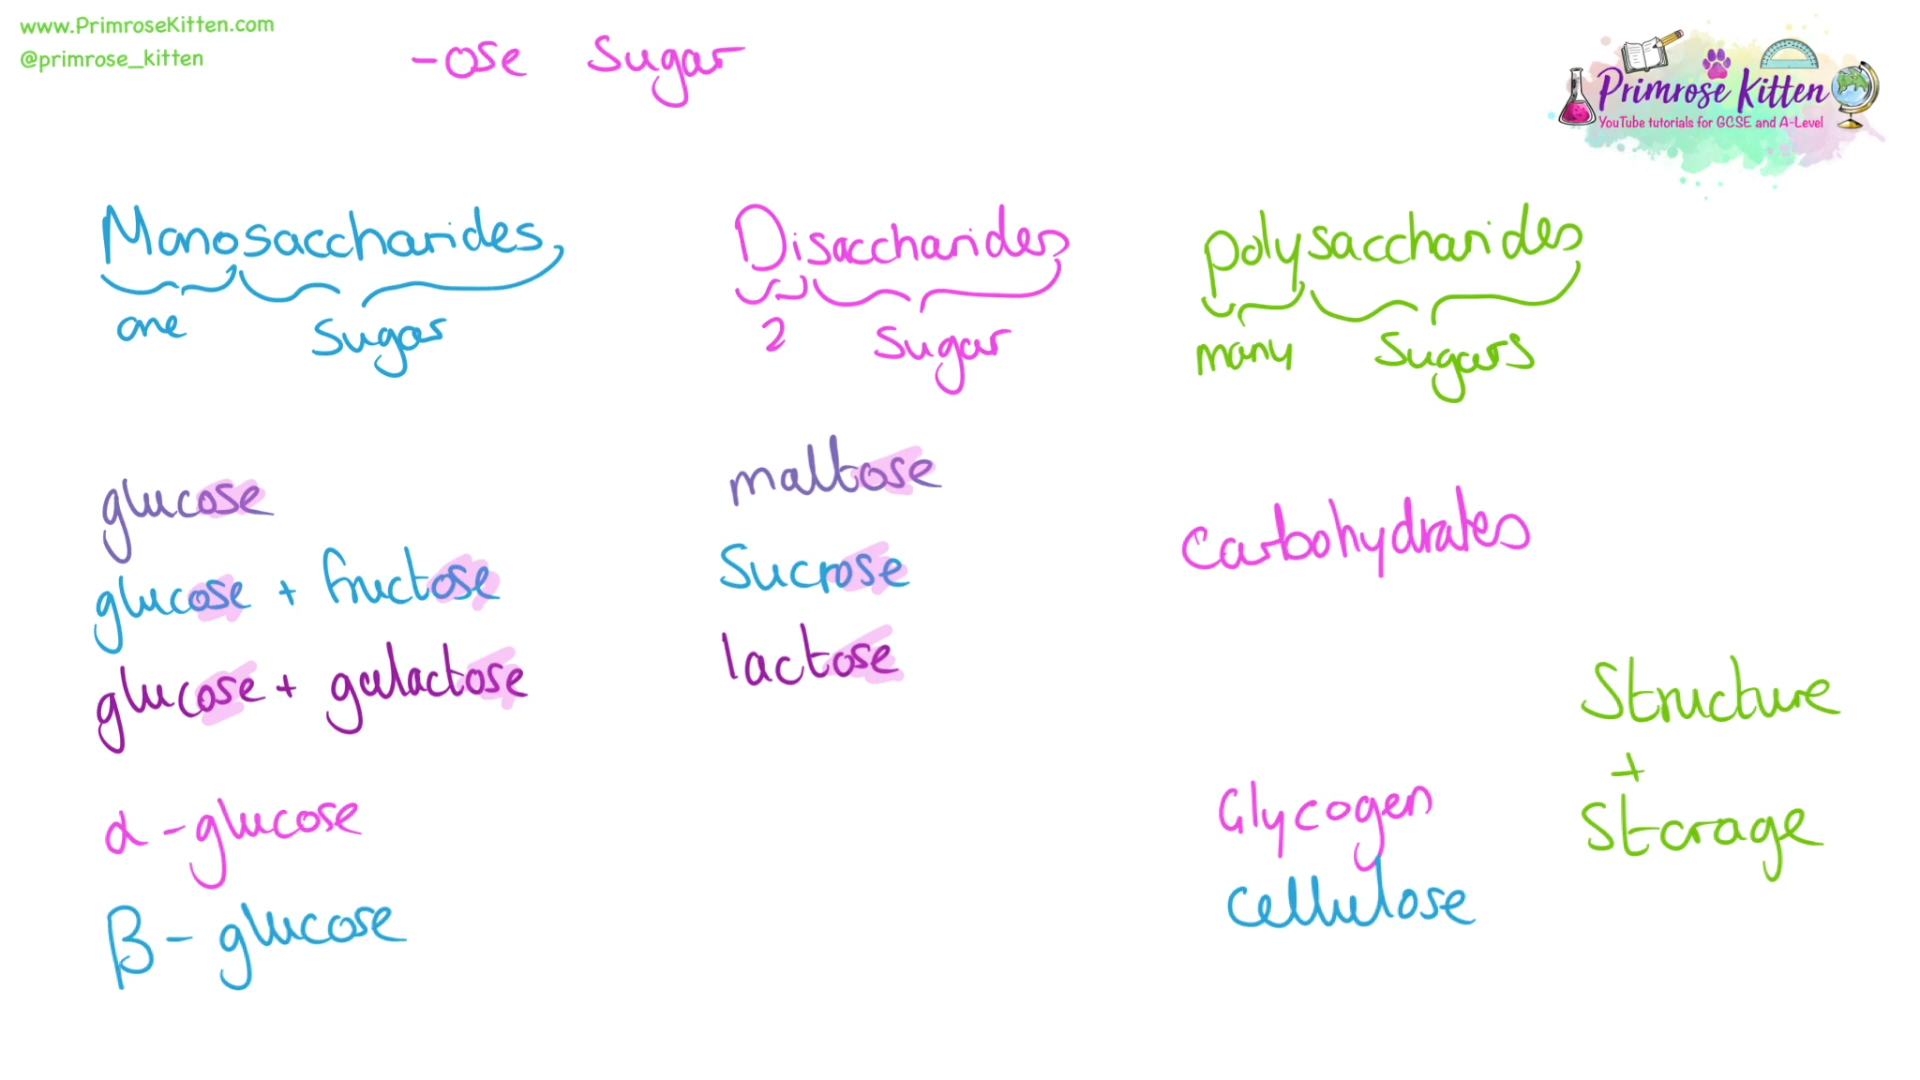 www.PrimroseKitten.com
@primrose_kitten
-ose Sugar
Primrose Kitten
YouTube tutorials for GCSE and A-Level
Monosaccharides
one Sugar
Disaccharides
2 Sugar
polysaccharides
many Sugars
glucose
glucose + fructose
glucose + galactose
maltose
Sucrose
lactose
Carbohydrates
α-glucose
β-glucose
Glycogen
Cellulose
Structure
+
Storage